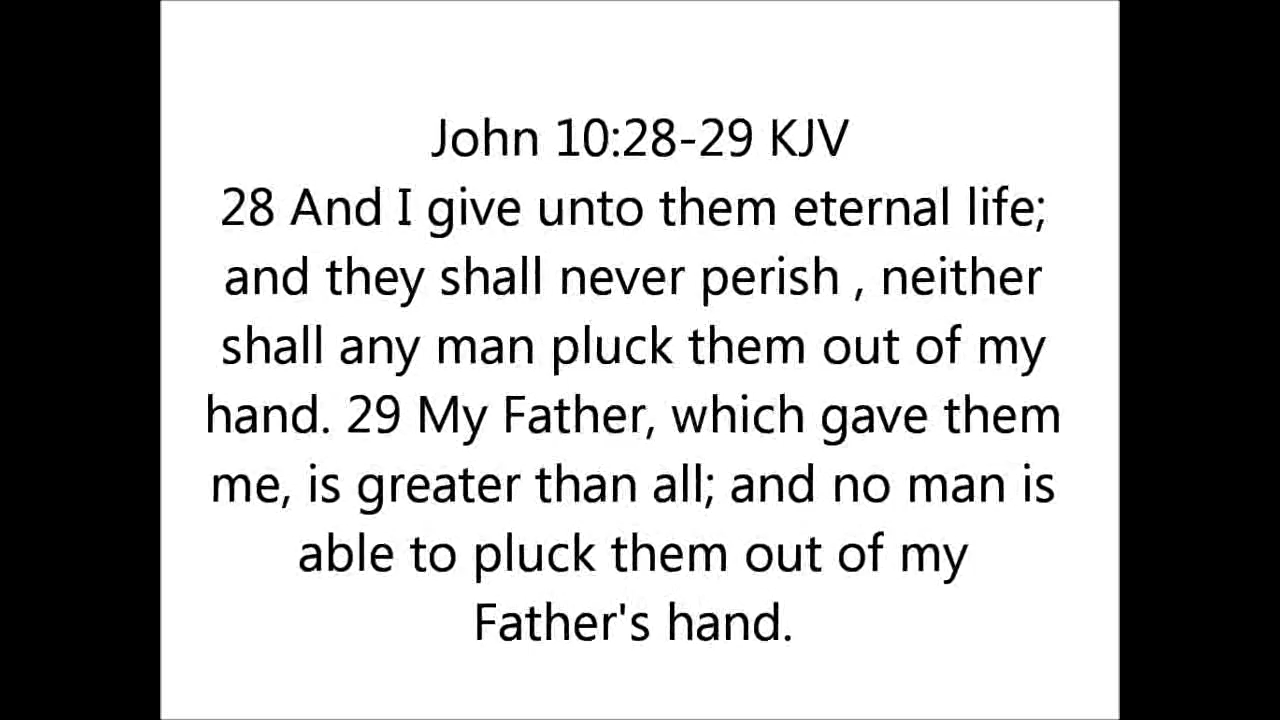 John 10:28-29 KJV
28 And I give unto them eternal life;
and they shall never perish , neither
shall any man pluck them out of my
hand. 29 My Father, which gave them
me, is greater than all; and no man is
able to pluck them out of my
Father's hand.